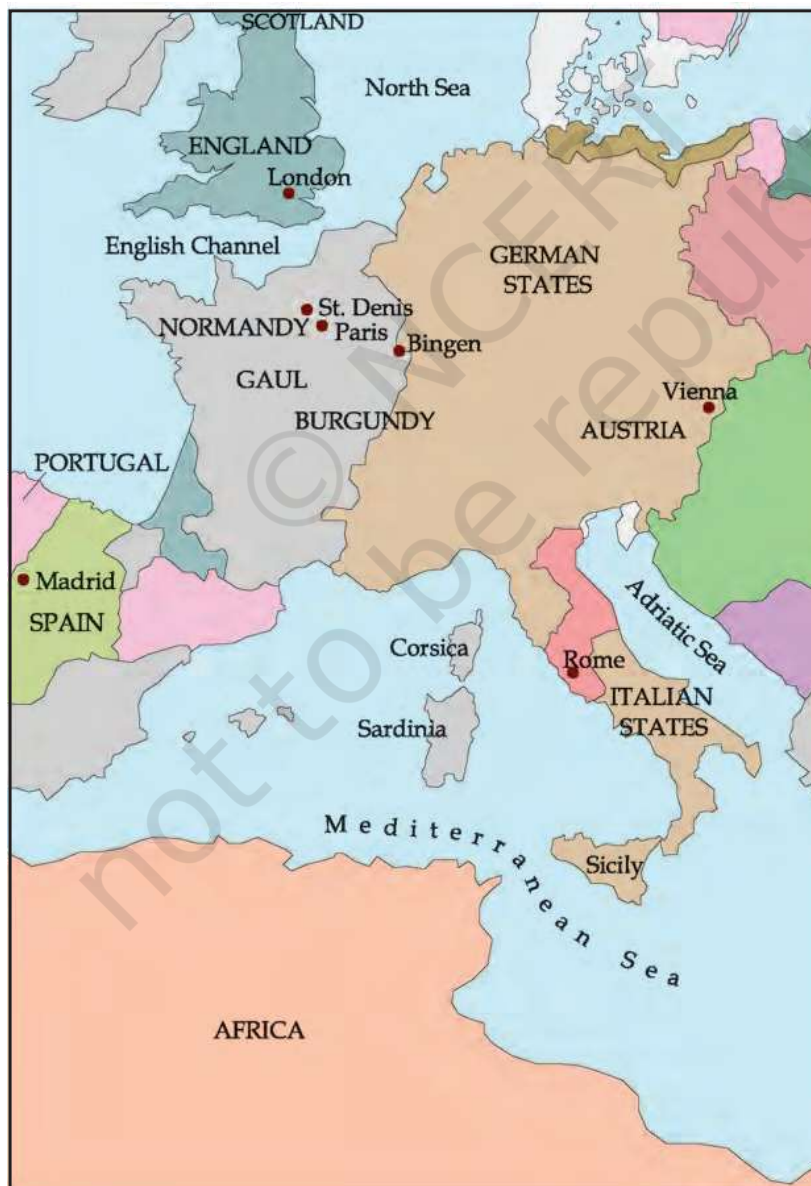 SCOTLAND
North Sea
ENGLAND
London
English Channel
GERMAN
STATES
St. Denis
NORMANDY
Paris
Bingen
GAUL
Vienna
BURGUNDY
AUSTRIA
PORTUGAL
Madrid
SPAIN
Adriatic Sea
Corsica
Rome
ITALIAN
STATES
Sardinia
Mediterranean Sea
Sicily
AFRICA
© NCERT
not to be republ